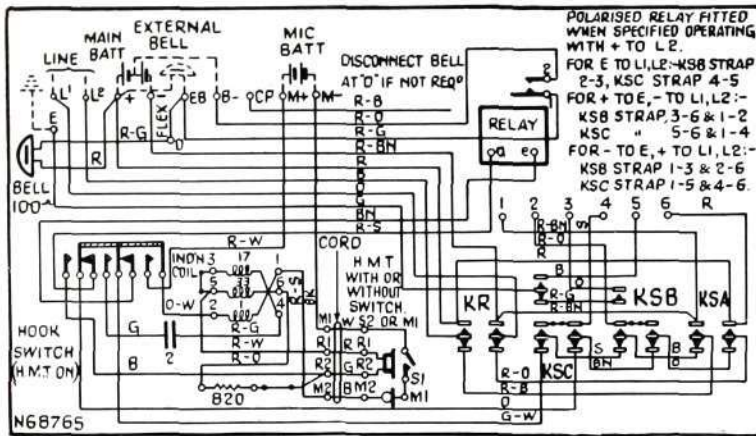 POLARISED RELAY FITTED
WHEN SPECIFIED OPERATING
WITH + TO L2.
FOR E TO L1, L2:- KSB STRAP
2-3, KSC STRAP 4-5
FOR + TO E, - TO L1, L2:-
KSB STRAP, 3-6 & 1-2
KSC " 5-6 & 1-4
FOR - TO E, + TO L1, L2:-
KSB STRAP 1-3 & 2-6
KSC STRAP 1-5 & 4-6
MAIN BATT
EXTERNAL BELL
MIC BATT
LINE
DISCONNECT BELL
AT "D" IF NOT REQD
L1 L2 + - EB B- CP M+ M-
FLEX
E
D
R-G
R
BELL
100Ω
R-B
R-O
R-G
R-BN
R
B
O
G
BN
R-S
2
RELAY
a e
1 2 3 4 5 6 R
R-BN
R-O
R
S
R-W
IND'N COIL
3 17 1
5 33 6
2 17 4
O-W
R-S
BK
CORD
H.M.T
WITH OR
WITHOUT
SWITCH.
G
2
R-G
R-W
R-O
B
HOOK
SWITCH
(H.M.T ON)
820
M1 W S2 OR M1
R1 R R1
R2 G R2
M2 B M2
S1
M1
B
R-G
R-BN
KR
KSB
KSA
KSC
S
BN
B
O
R-O
R-B
O
G-W
N68765